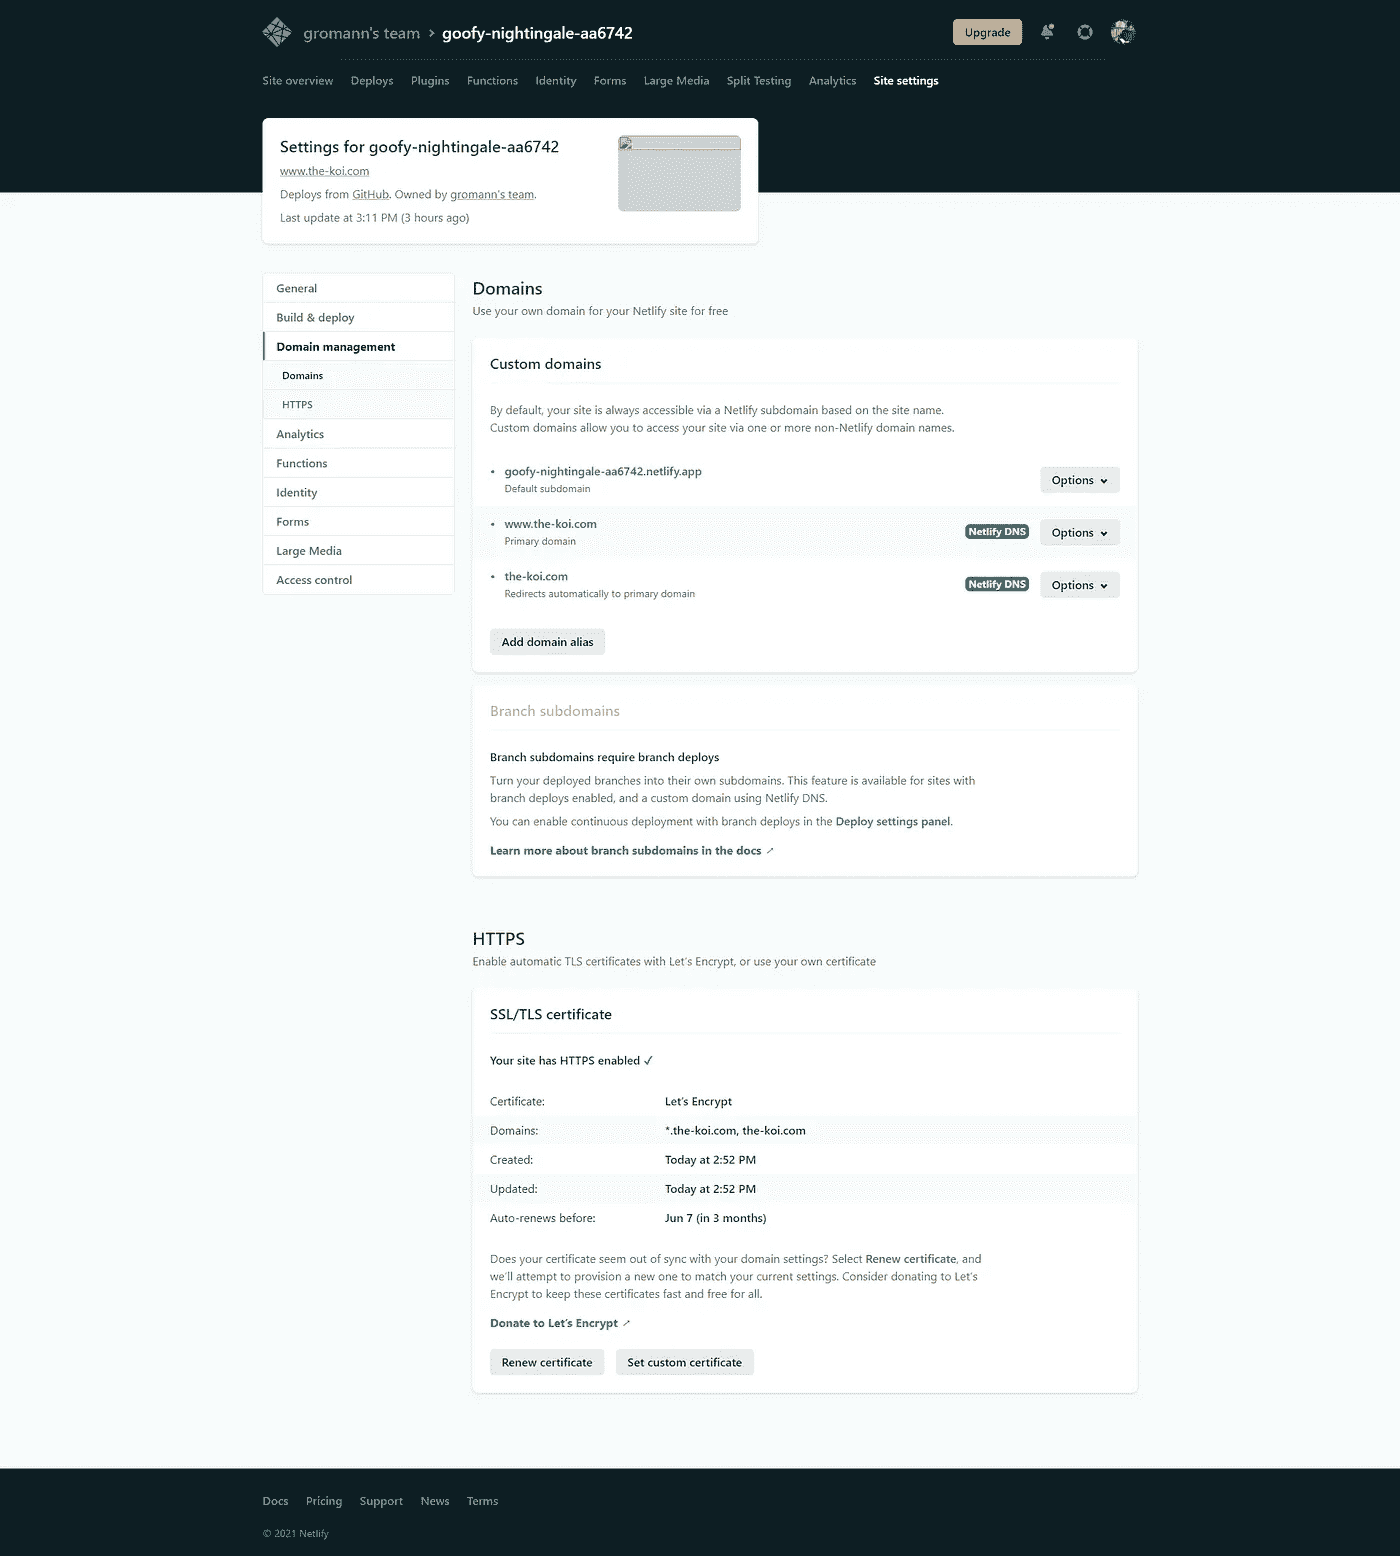 gromann's team > goofy-nightingale-aa6742
Upgrade
Site overview Deploys Plugins Functions Identity Forms Large Media Split Testing Analytics Site settings
Settings for goofy-nightingale-aa6742
www.the-koi.com
Deploys from GitHub. Owned by gromann's team.
Last update at 3:11 PM (3 hours ago)
General
Build & deploy
Domain management
Domains
HTTPS
Analytics
Functions
Identity
Forms
Large Media
Access control
Domains
Use your own domain for your Netlify site for free
Custom domains
By default, your site is always accessible via a Netlify subdomain based on the site name.
Custom domains allow you to access your site via one or more non-Netlify domain names.
• goofy-nightingale-aa6742.netlify.app
Default subdomain
Options
• www.the-koi.com
Primary domain
Netlify DNS
Options
• the-koi.com
Redirects automatically to primary domain
Netlify DNS
Options
Add domain alias
Branch subdomains
Branch subdomains require branch deploys
Turn your deployed branches into their own subdomains. This feature is available for sites with
branch deploys enabled, and a custom domain using Netlify DNS.
You can enable continuous deployment with branch deploys in the Deploy settings panel.
Learn more about branch subdomains in the docs ↗
HTTPS
Enable automatic TLS certificates with Let's Encrypt, or use your own certificate
SSL/TLS certificate
Your site has HTTPS enabled ✓
Certificate: Let's Encrypt
Domains: *.the-koi.com, the-koi.com
Created: Today at 2:52 PM
Updated: Today at 2:52 PM
Auto-renews before: Jun 7 (in 3 months)
Does your certificate seem out of sync with your domain settings? Select Renew certificate, and
we'll attempt to provision a new one to match your current settings. Consider donating to Let's
Encrypt to keep these certificates fast and free for all.
Donate to Let's Encrypt ↗
Renew certificate Set custom certificate
Docs Pricing Support News Terms
© 2021 Netlify